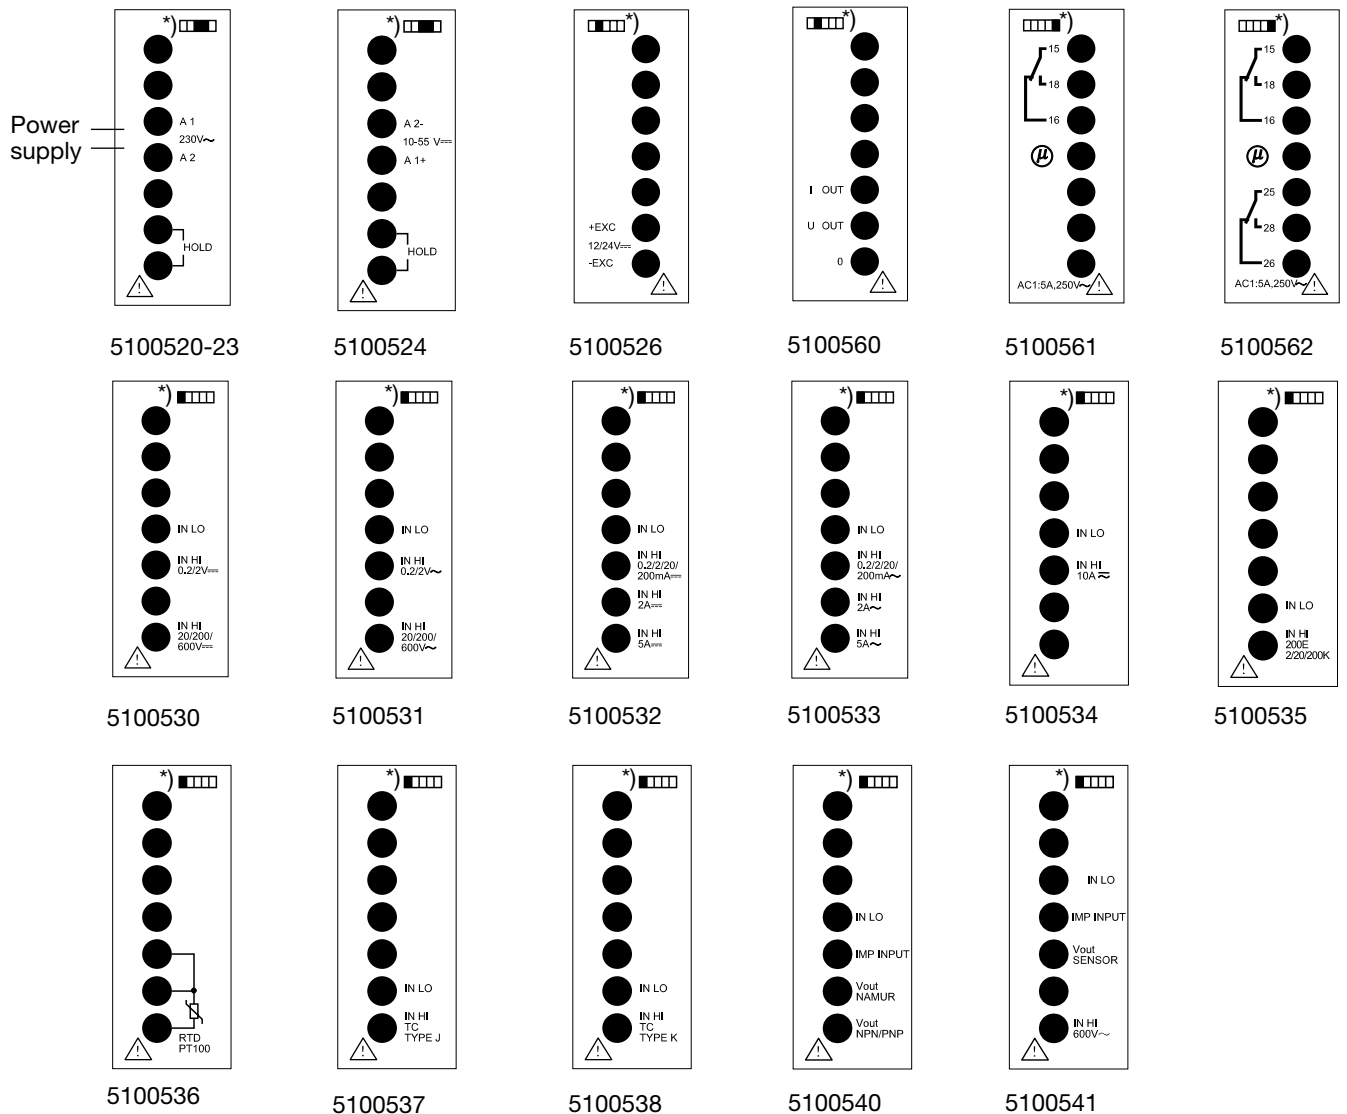 *)
A 1
230V~
A 2
HOLD
Power
supply
5100520-23
*)
A 2-
10-55 V⎓
A 1+
HOLD
5100524
*)
+EXC
12/24V⎓
-EXC
5100526
*)
I OUT
U OUT
0
5100560
*)
15
18
16
µ
AC1:5A,250V~
5100561
*)
15
18
16
µ
25
28
26
AC1:5A,250V~
5100562
*)
IN LO
IN HI
0.2/2V⎓
IN HI
20/200/
600V⎓
5100530
*)
IN LO
IN HI
0.2/2V~
IN HI
20/200/
600V~
5100531
*)
IN LO
IN HI
0.2/2/20/
200mA⎓
IN HI
2A⎓
IN HI
5A⎓
5100532
*)
IN LO
IN HI
0.2/2/20/
200mA~
IN HI
2A~
IN HI
5A~
5100533
*)
IN LO
IN HI
10A⏦
5100534
*)
IN LO
IN HI
200E
2/20/200K
5100535
*)
RTD
PT100
5100536
*)
IN LO
IN HI
TC
TYPE J
5100537
*)
IN LO
IN HI
TC
TYPE K
5100538
*)
IN LO
IMP INPUT
Vout
NAMUR
Vout
NPN/PNP
5100540
*)
IN LO
IMP INPUT
Vout
SENSOR
IN HI
600V~
5100541